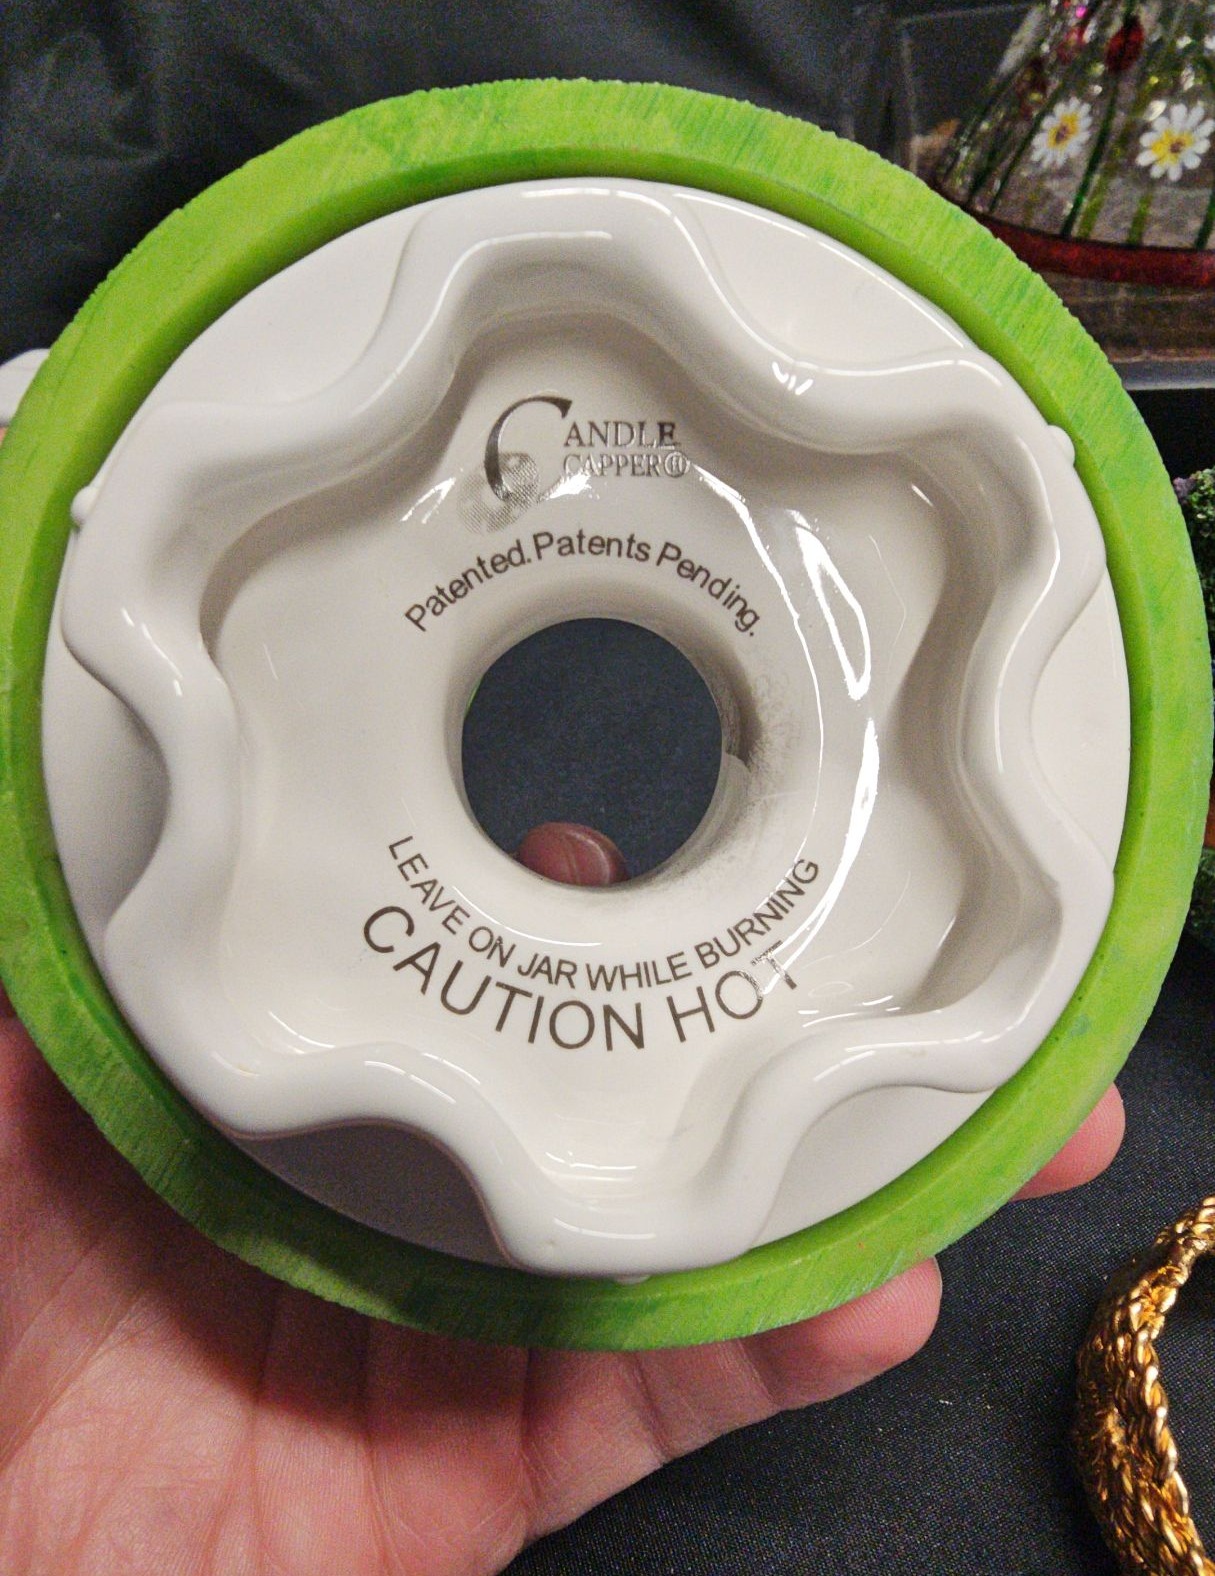 CANDLE
CAPPER®
Patented. Patents Pending.
LEAVE ON JAR WHILE BURNING
CAUTION HOT